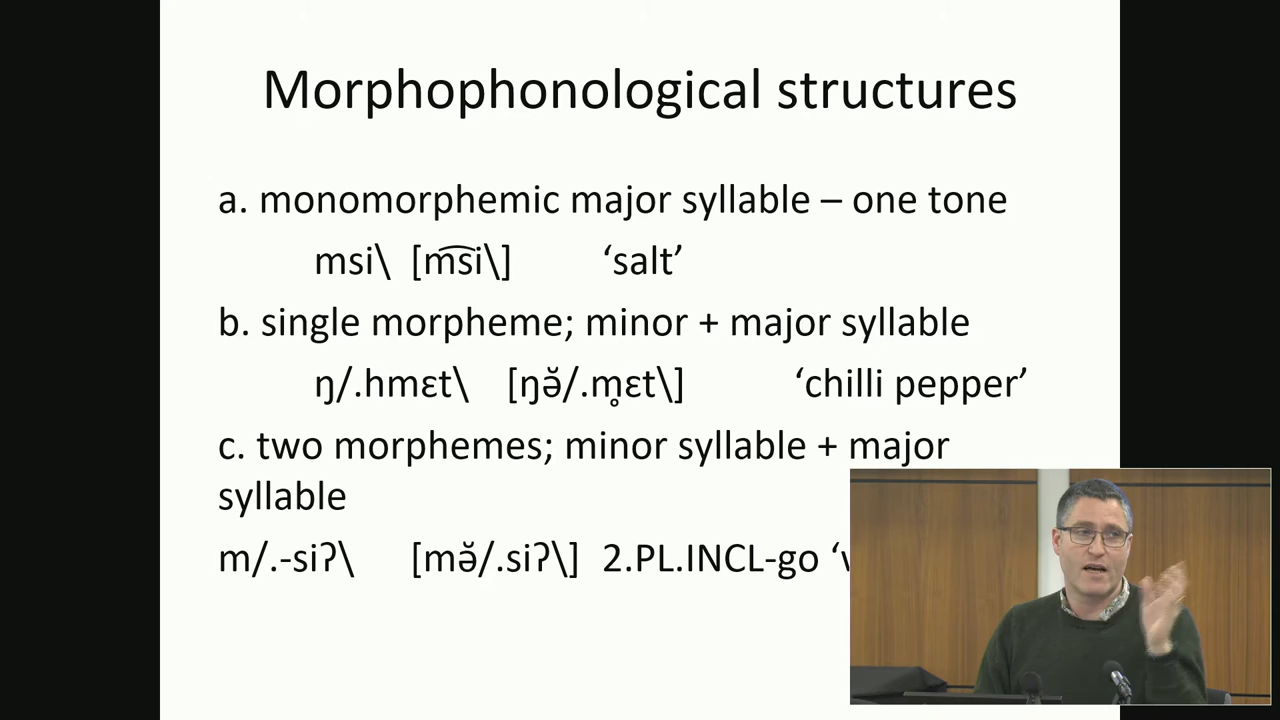 Morphophonological structures
a. monomorphemic major syllable – one tone
msi\ [m͡si\] ‘salt’
b. single morpheme; minor + major syllable
ŋ/.hmɛt\ [ŋə̆/.m̥ɛt\] ‘chilli pepper’
c. two morphemes; minor syllable + major
syllable
m/.-siʔ\ [mə̆/.siʔ\] 2.PL.INCL-go